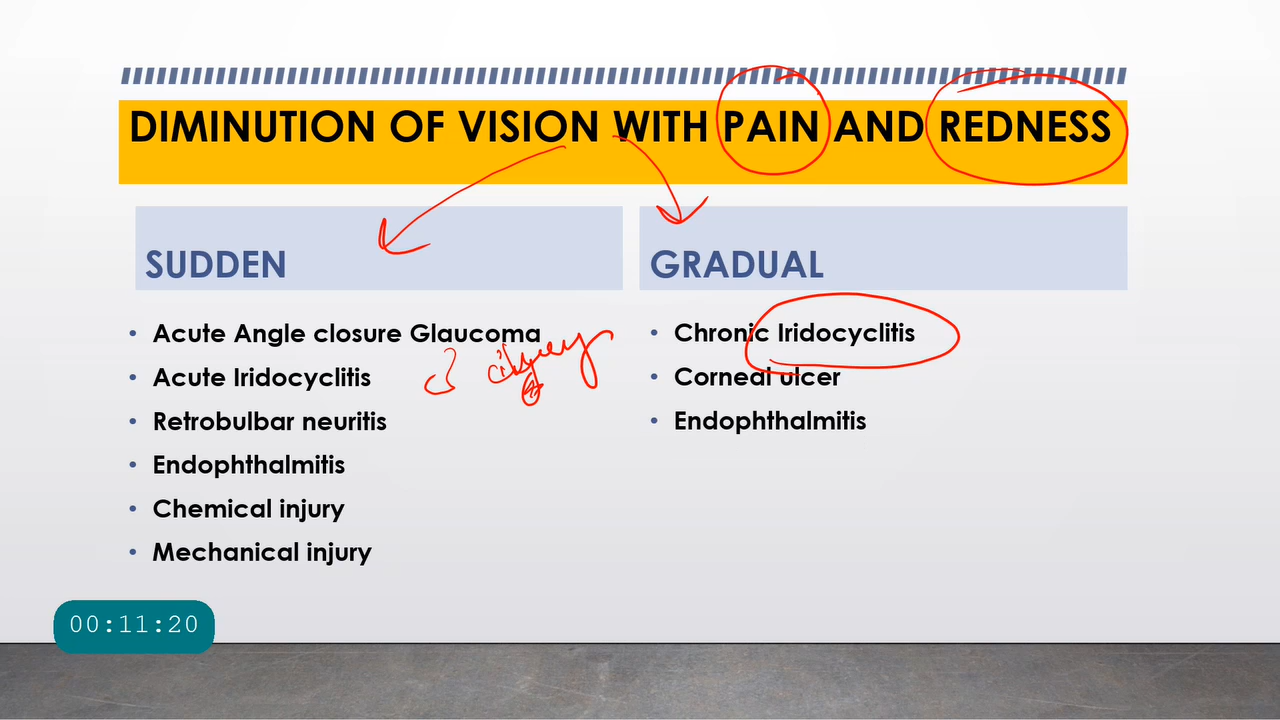 DIMINUTION OF VISION WITH PAIN AND REDNESS
SUDDEN
• Acute Angle closure Glaucoma
• Acute Iridocyclitis
• Retrobulbar neuritis
• Endophthalmitis
• Chemical injury
• Mechanical injury
GRADUAL
• Chronic Iridocyclitis
• Corneal ulcer
• Endophthalmitis
00:11:20